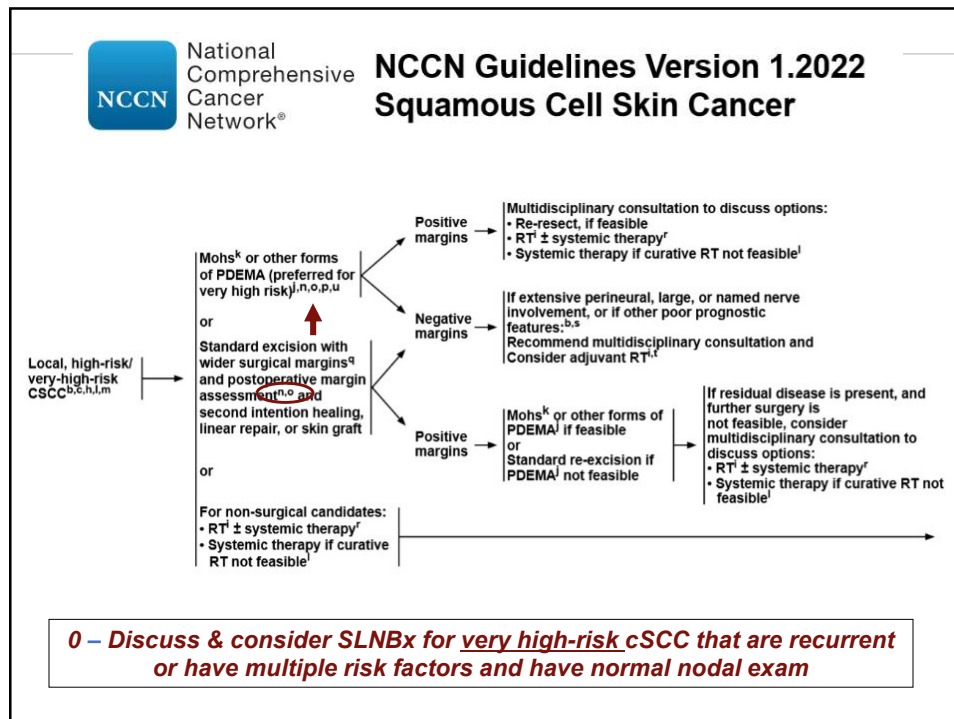 National
Comprehensive
Cancer
Network®
NCCN
NCCN Guidelines Version 1.2022
Squamous Cell Skin Cancer
Local, high-risk/
very-high-risk
CSCCb,c,h,l,m
Mohsk or other forms
of PDEMA (preferred for
very high risk)j,n,o,p,u
or
Standard excision with
wider surgical marginsq
and postoperative margin
assessmentn,o and
second intention healing,
linear repair, or skin graft
or
For non-surgical candidates:
• RTi ± systemic therapyr
• Systemic therapy if curative
RT not feasiblel
Positive
margins
Multidisciplinary consultation to discuss options:
• Re-resect, if feasible
• RTi ± systemic therapyr
• Systemic therapy if curative RT not feasiblel
Negative
margins
If extensive perineural, large, or named nerve
involvement, or if other poor prognostic
features:b,s
Recommend multidisciplinary consultation and
Consider adjuvant RTi,t
Positive
margins
Mohsk or other forms of
PDEMAj if feasible
or
Standard re-excision if
PDEMAj not feasible
If residual disease is present, and
further surgery is
not feasible, consider
multidisciplinary consultation to
discuss options:
• RTi ± systemic therapyr
• Systemic therapy if curative RT not
feasiblel
0 – Discuss & consider SLNBx for very high-risk cSCC that are recurrent
or have multiple risk factors and have normal nodal exam